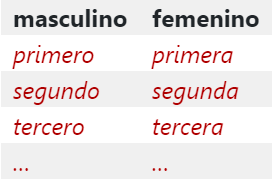 masculino femenino
primero primera
segundo segunda
tercero tercera
... ...